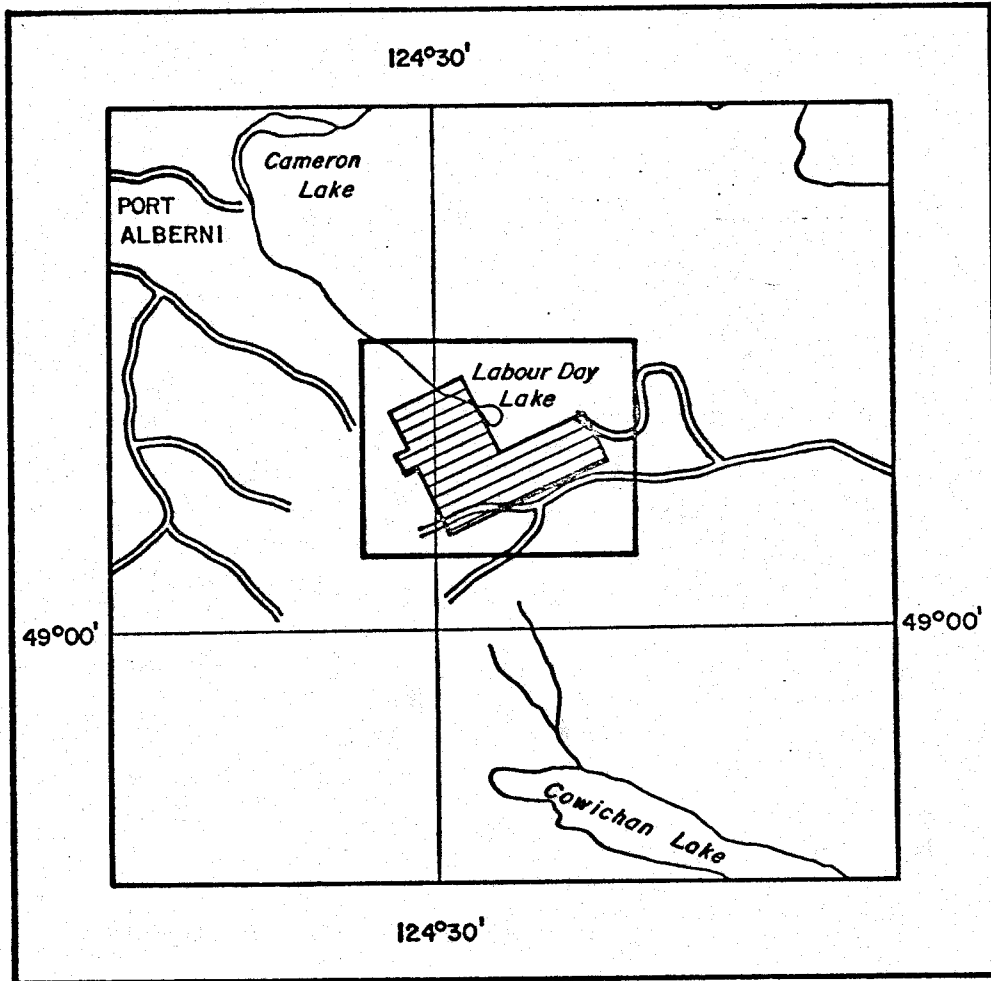 124°30'
Cameron
Lake
PORT
ALBERNI
Labour Day
Lake
49°00'
49°00'
Cowichan Lake
124°30'